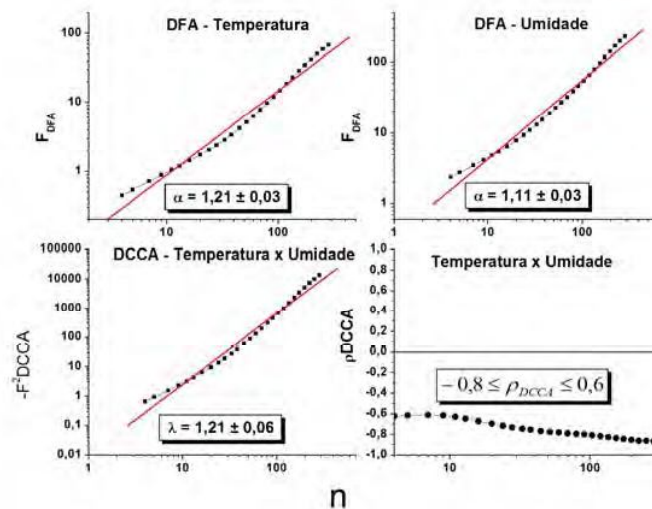 DFA - Temperatura
100
10
1
F_DFA
α = 1,21 ± 0,03
10
100
DFA - Umidade
100
10
1
F_DFA
α = 1,11 ± 0,03
1
10
100
DCCA - Temperatura x Umidade
100000
10000
1000
100
10
1
0,1
0,01
-F²DCCA
λ = 1,21 ± 0,06
1
10
100
1000
Temperatura x Umidade
1,0
0,8
0,6
0,4
0,2
0,0
-0,2
-0,4
-0,6
-0,8
-1,0
ρDCCA
- 0,8 ≤ ρ_DCCA ≤ 0,6
10
100
n